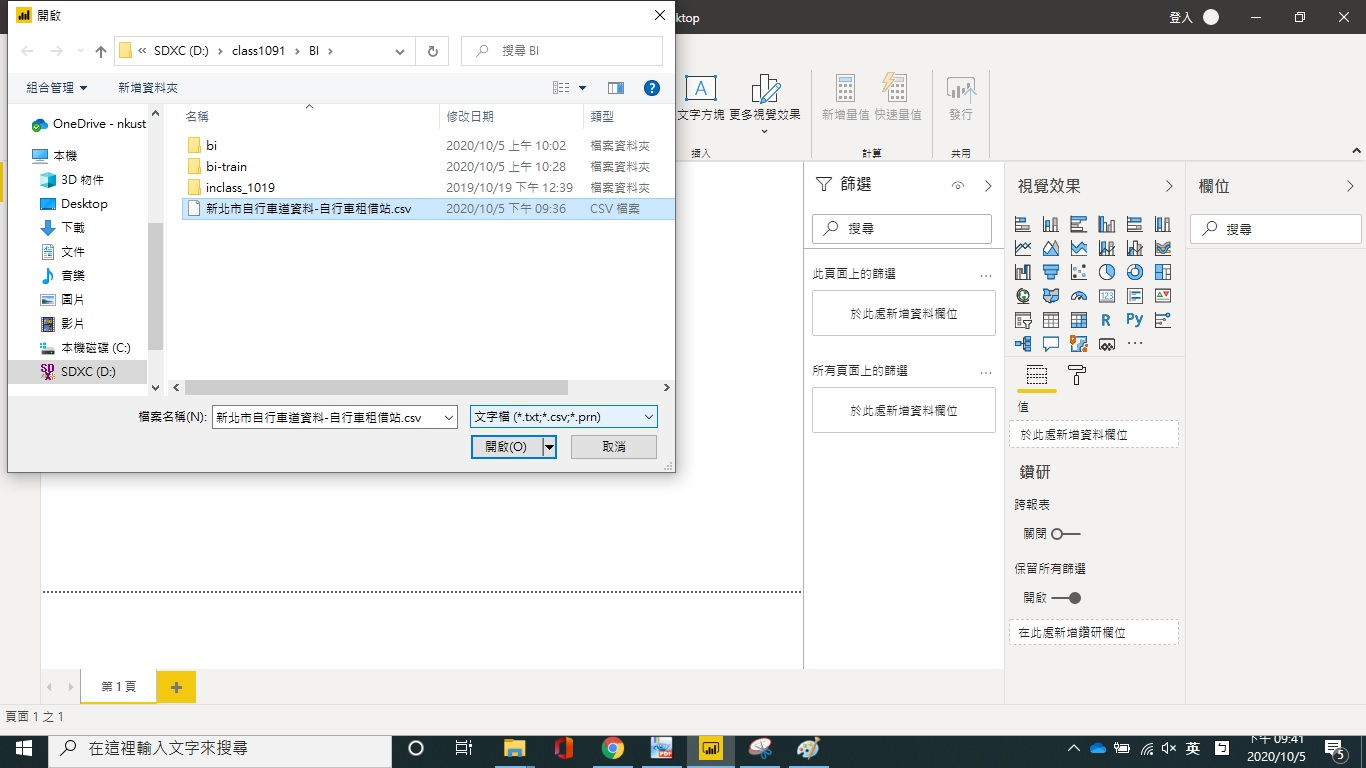 開啟
ktop
登入
SDXC (D:)
class1091
BI
搜尋 BI
組合管理
新增資料夾
文字方塊
更多視覺效果
新增量值
快速量值
發行
插入
計算
共用
OneDrive - nkust
本機
3D 物件
Desktop
下載
文件
音樂
圖片
影片
本機磁碟 (C:)
SDXC (D:)
名稱
修改日期
類型
bi
2020/10/5 上午 10:02
檔案資料夾
bi-train
2020/10/5 上午 10:28
檔案資料夾
inclass_1019
2019/10/19 下午 12:39
檔案資料夾
新北市自行車道資料-自行車租借站.csv
2020/10/5 下午 09:36
CSV 檔案
檔案名稱(N):
新北市自行車道資料-自行車租借站.csv
文字檔 (*.txt;*.csv;*.prn)
開啟(O)
取消
篩選
搜尋
此頁面上的篩選
於此處新增資料欄位
所有頁面上的篩選
於此處新增資料欄位
視覺效果
123
R
Py
值
於此處新增資料欄位
鑽研
跨報表
關閉
保留所有篩選
開啟
在此處新增鑽研欄位
欄位
搜尋
第 1 頁
頁面 1 之 1
在這裡輸入文字來搜尋
英
下午 09:41
2020/10/5
5